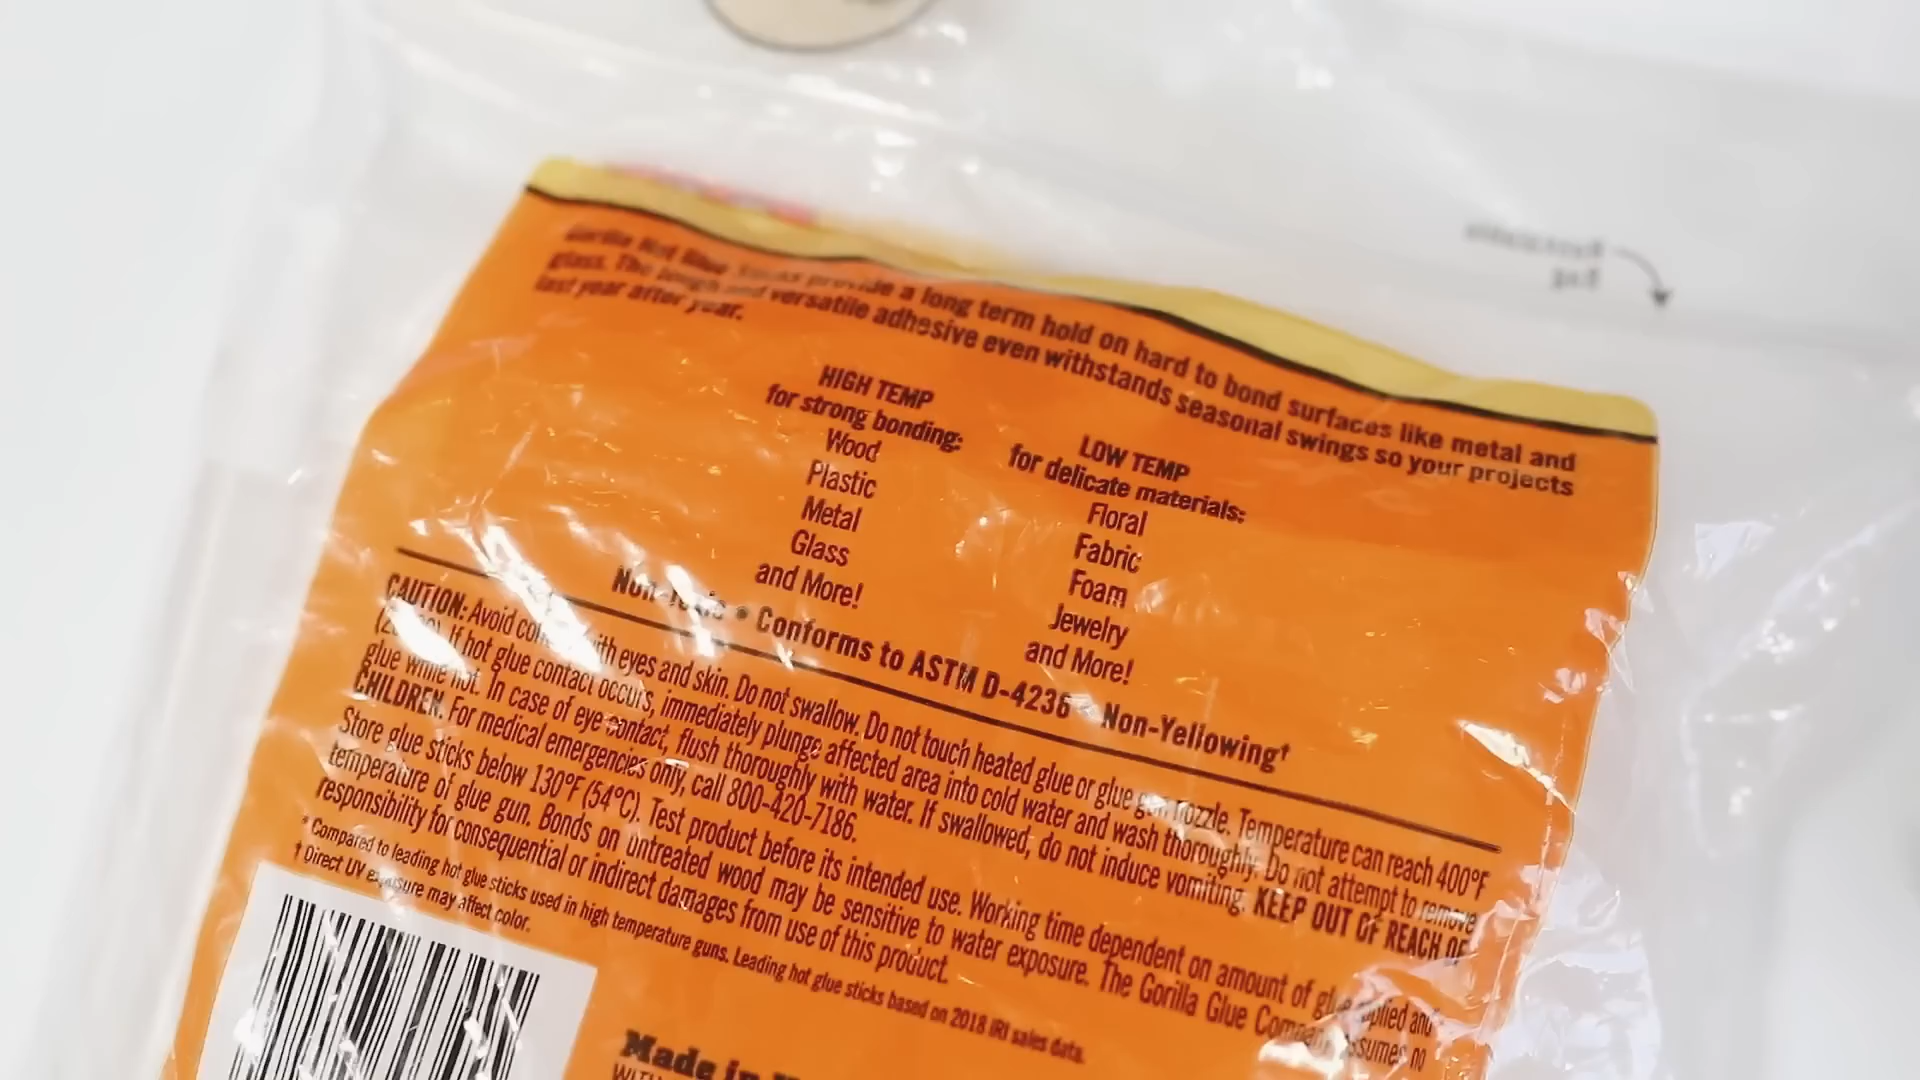 Gorilla Hot Glue Sticks provide a long term hold on hard to bond surfaces like metal and
glass. The tough and versatile adhesive even withstands seasonal swings so your projects
last year after year.
HIGH TEMP
for strong bonding:
Wood
Plastic
Metal
Glass
and More!
LOW TEMP
for delicate materials:
Floral
Fabric
Foam
Jewelry
and More!
Non-Toxic • Conforms to ASTM D-4236 • Non-Yellowing†
CAUTION: Avoid contact with eyes and skin. Do not swallow. Do not touch heated glue or glue gun nozzle. Temperature can reach 400°F
If hot glue contact occurs, immediately plunge affected area into cold water and wash thoroughly. Do not attempt to remove
glue while hot. In case of eye contact, flush thoroughly with water. If swallowed, do not induce vomiting. KEEP OUT OF REACH OF
CHILDREN. For medical emergencies only, call 800-420-7186.
Store glue sticks below 130°F (54°C). Test product before its intended use. Working time dependent on amount of glue applied and
temperature of glue gun. Bonds on untreated wood may be sensitive to water exposure. The Gorilla Glue Company assumes no
responsibility for consequential or indirect damages from use of this product.
* Compared to leading hot glue sticks used in high temperature guns. Leading hot glue sticks based on 2018 IRI sales data.
† Direct UV exposure may affect color.
Made in